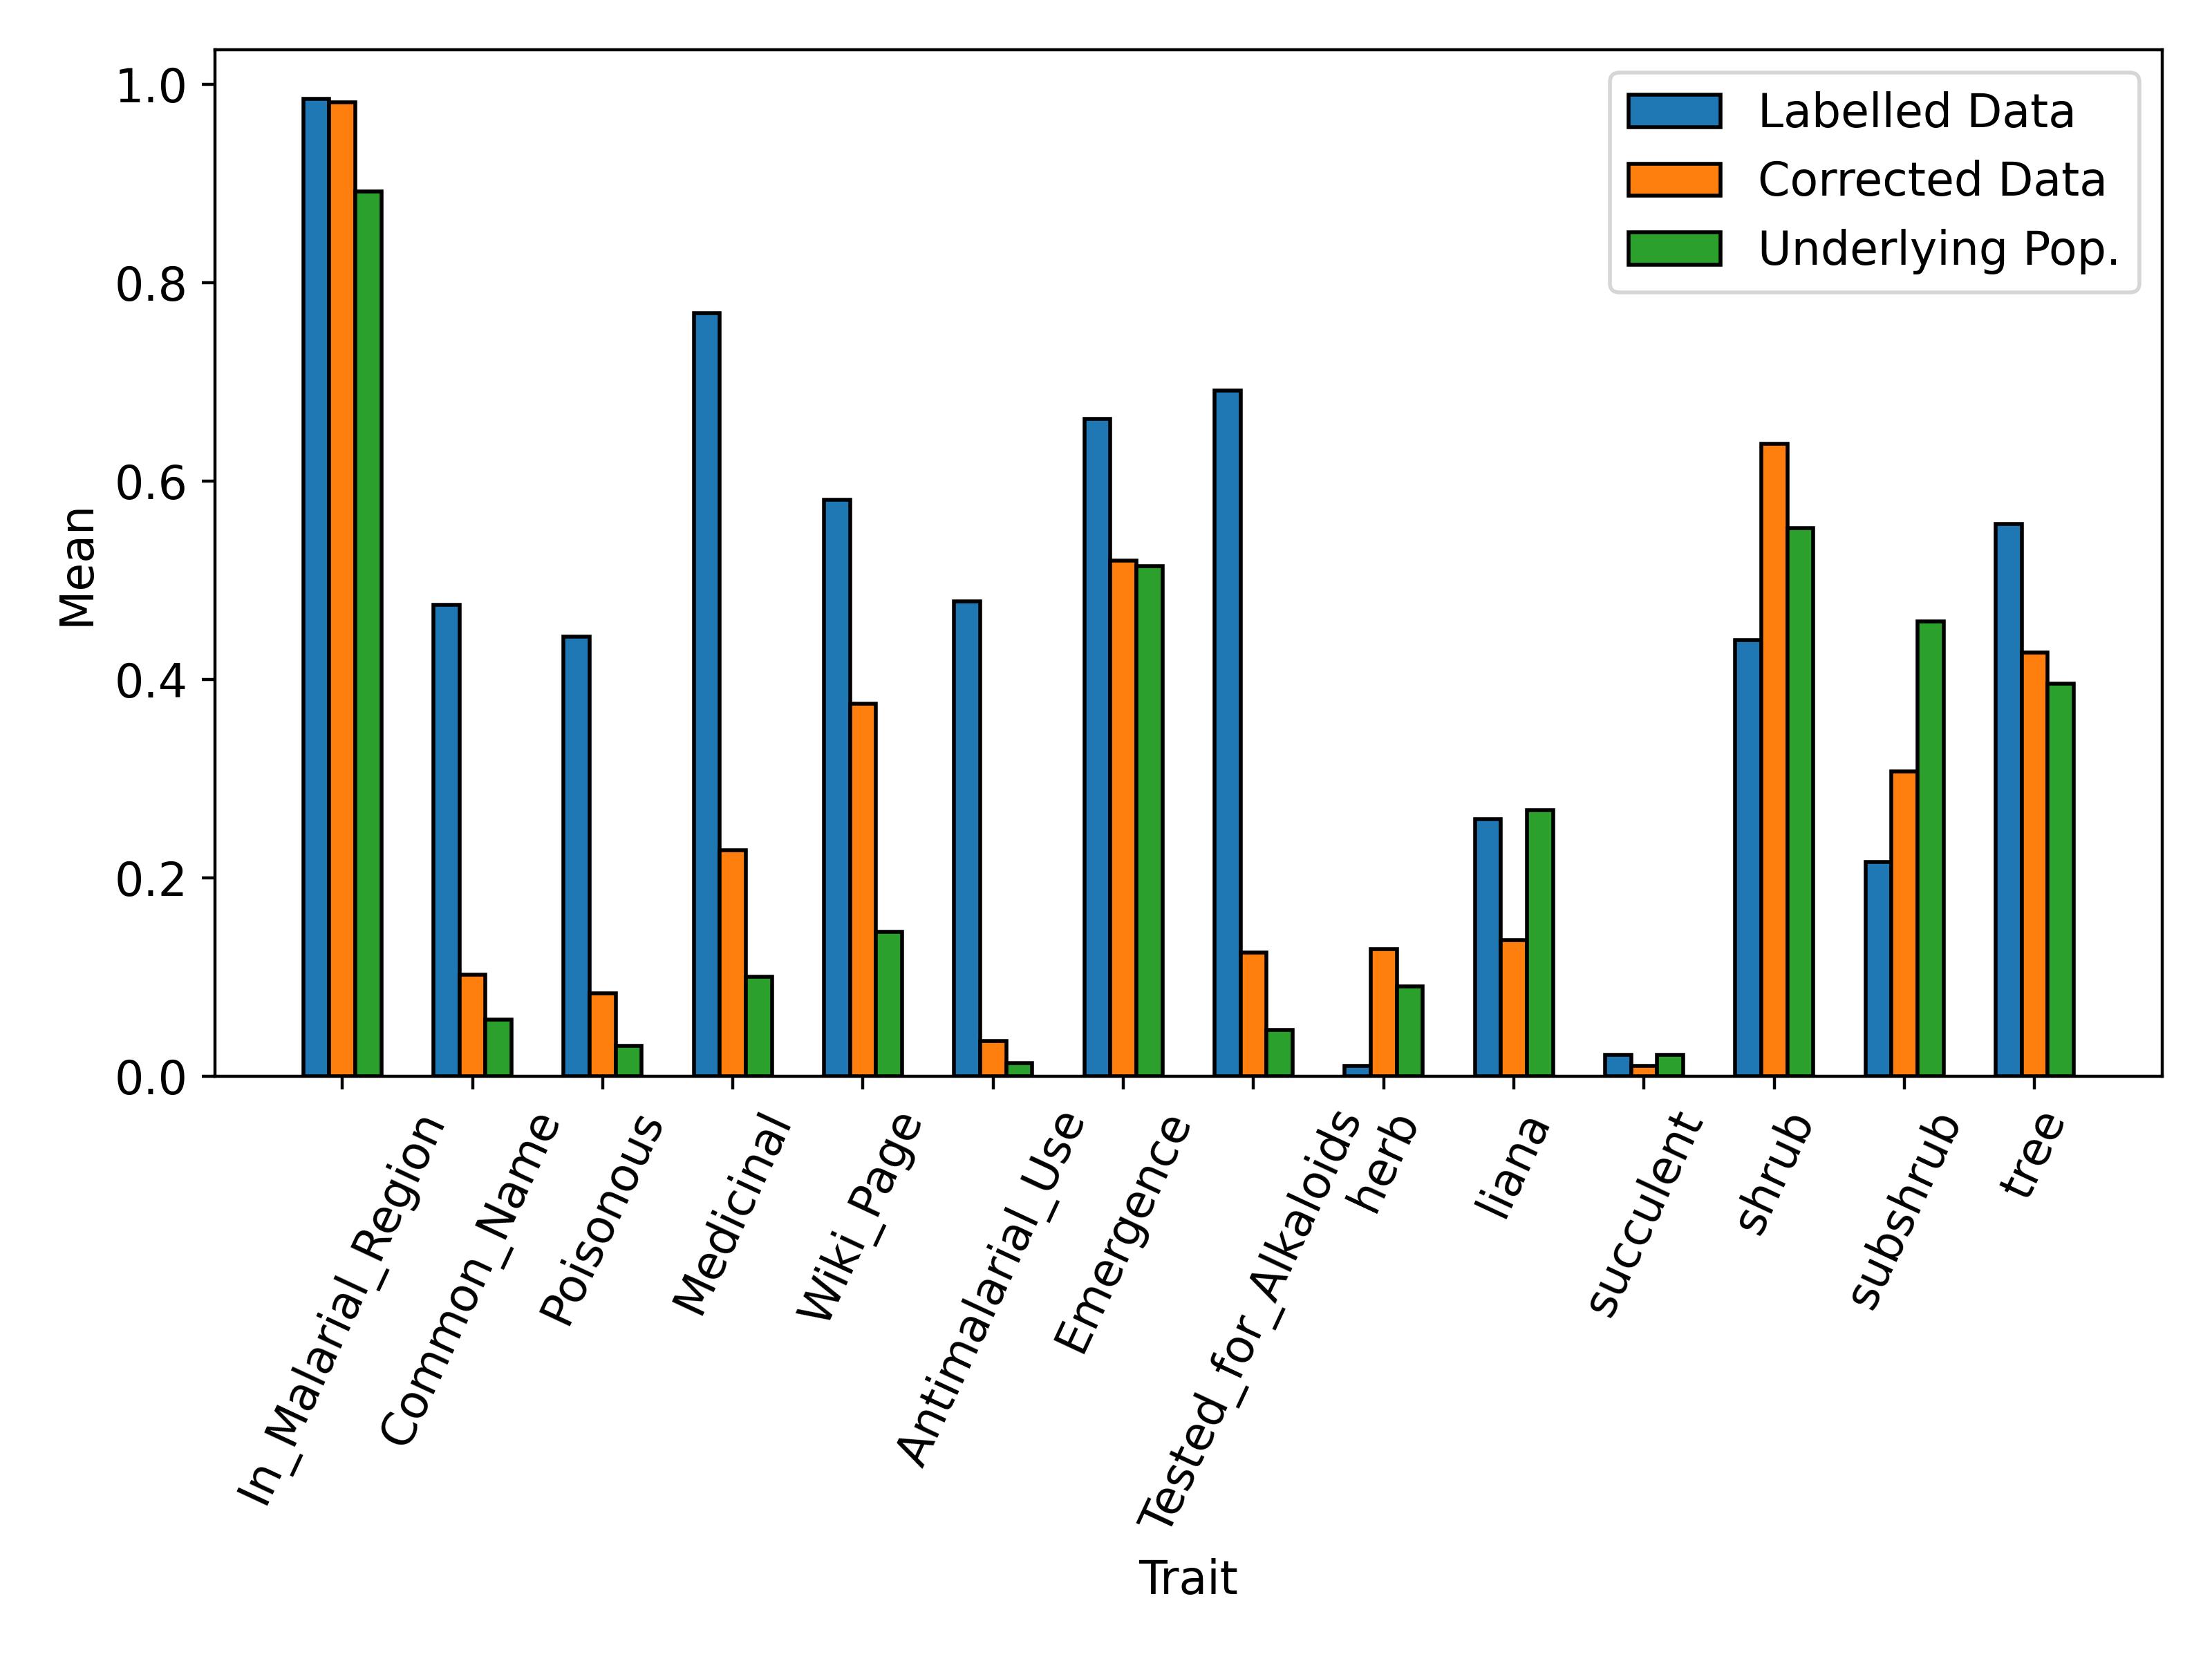 1.0
0.8
0.6
0.4
0.2
0.0
Mean
Labelled Data
Corrected Data
Underlying Pop.
In_Malarial_Region
Common_Name
Poisonous
Medicinal
Wiki_Page
Antimalarial_Use
Emergence
Tested_for_Alkaloids
herb
liana
succulent
shrub
subshrub
tree
Trait